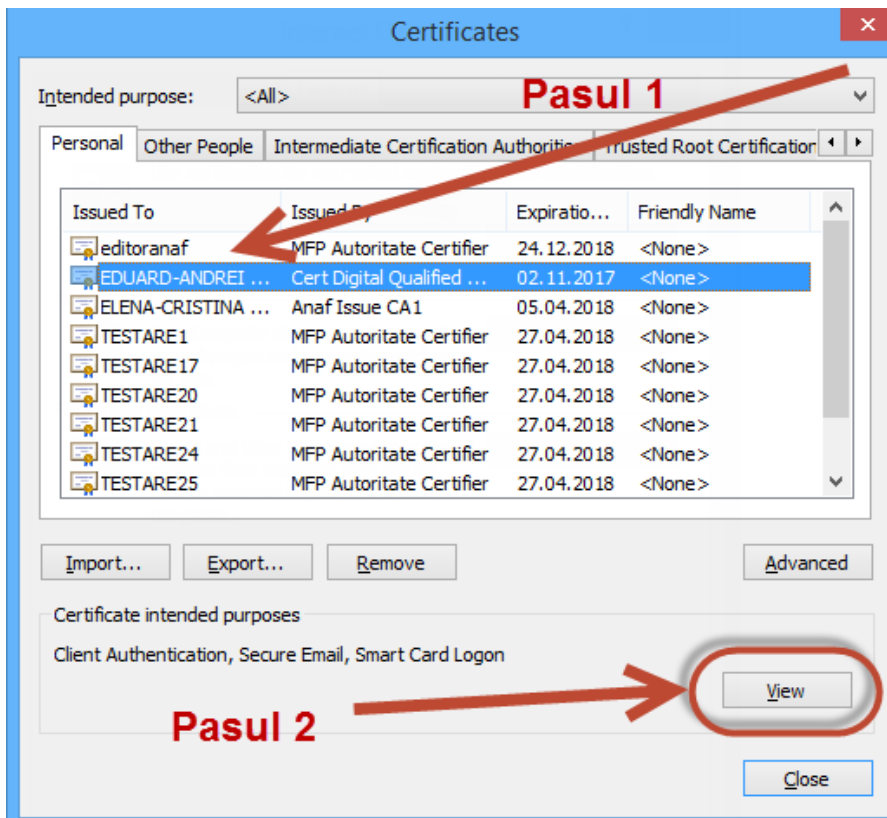 Certificates
Intended purpose: <All> Pasul 1
Personal Other People Intermediate Certification Trusted Root
Issued To Issued Expiratio... Friendly Name
editoranaf MFP Autoritate Certifier 24.12.2018 <None>
EDUARD-ANDREI ... Cert Digital Qualified ... 02.11.2017 <None>
ELENA-CRISTINA ... Anaf Issue CA1 05.04.2018 <None>
TESTARE1 MFP Autoritate Certifier 27.04.2018 <None>
TESTARE17 MFP Autoritate Certifier 27.04.2018 <None>
TESTARE20 MFP Autoritate Certifier 27.04.2018 <None>
TESTARE21 MFP Autoritate Certifier 27.04.2018 <None>
TESTARE24 MFP Autoritate Certifier 27.04.2018 <None>
TESTARE25 MFP Autoritate Certifier 27.04.2018 <None>
Import... Export... Remove Advanced
Certificate intended purposes
Client Authentication, Secure Email, Smart Card Logon
View
Pasul 2
Close